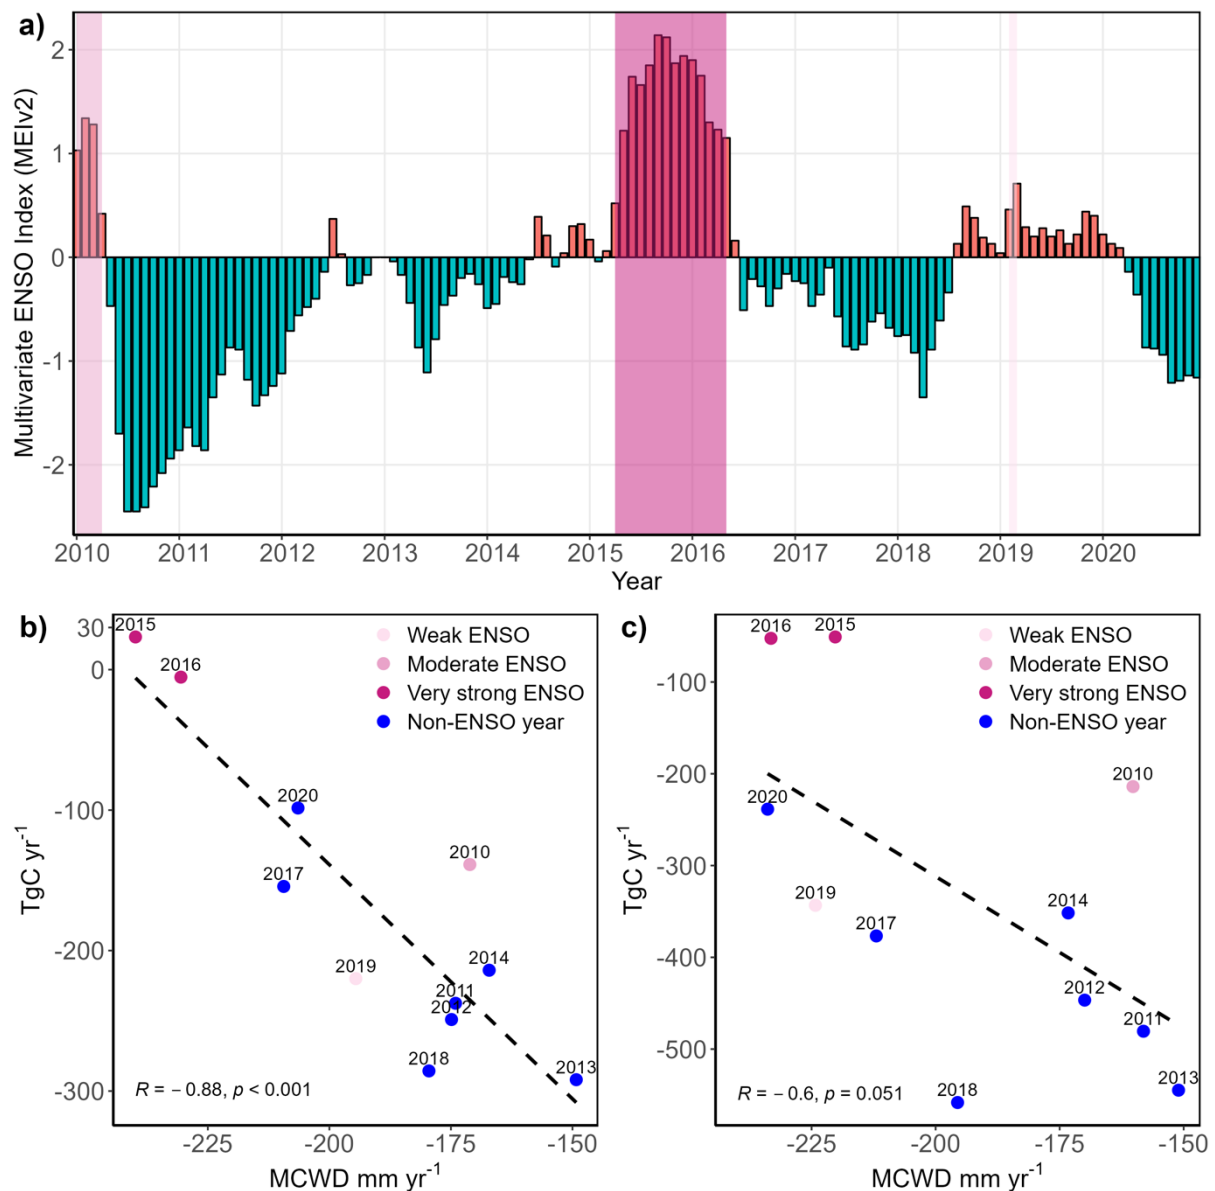 a)
Multivariate ENSO Index (MEIv2)
2
1
0
-1
-2
2010 2011 2012 2013 2014 2015 2016 2017 2018 2019 2020
Year
b)
TgC yr⁻¹
30
0
-100
-200
-300
2015
2016
2020
2017
2010
2019
2014
2011
2012
2018
2013
Weak ENSO
Moderate ENSO
Very strong ENSO
Non-ENSO year
R = −0.88, p < 0.001
-225 -200 -175 -150
MCWD mm yr⁻¹
c)
TgC yr⁻¹
-100
-200
-300
-400
-500
2016 2015
2010
2020
2019
2017
2014
2012
2011
2018
2013
Weak ENSO
Moderate ENSO
Very strong ENSO
Non-ENSO year
R = −0.6, p = 0.051
-225 -200 -175 -150
MCWD mm yr⁻¹